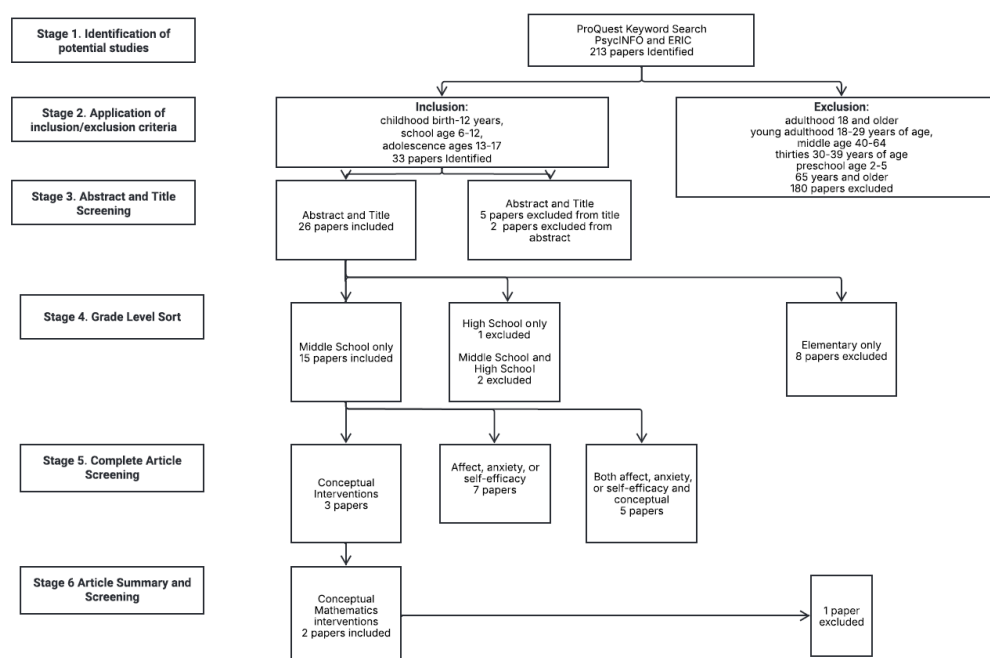 Stage 1. Identification of
potential studies
ProQuest Keyword Search
PsycINFO and ERIC
213 papers Identified
Stage 2. Application of
inclusion/exclusion criteria
Inclusion:
childhood birth-12 years,
school age 6-12,
adolescence ages 13-17
33 papers Identified
Exclusion:
adulthood 18 and older
young adulthood 18-29 years of age,
middle age 40-64
thirties 30-39 years of age
preschool age 2-5
65 years and older
180 papers excluded
Stage 3. Abstract and Title
Screening
Abstract and Title
26 papers included
Abstract and Title
5 papers excluded from title
2 papers excluded from
abstract
Stage 4. Grade Level Sort
Middle School only
15 papers included
High School only
1 excluded
Middle School and
High School
2 excluded
Elementary only
8 papers excluded
Stage 5. Complete Article
Screening
Conceptual
Interventions
3 papers
Affect, anxiety, or
self-efficacy
7 papers
Both affect, anxiety,
or self-efficacy and
conceptual
5 papers
Stage 6 Article Summary and
Screening
Conceptual
Mathematics
interventions
2 papers included
1 paper
excluded